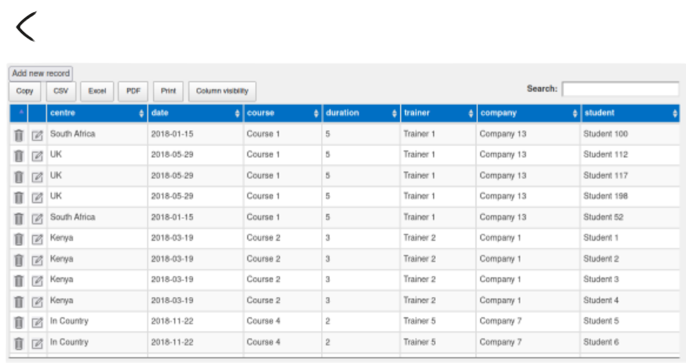 Add new record
Copy CSV Excel PDF Print Column visibility Search:
centre date course duration trainer company student
South Africa 2018-01-15 Course 1 5 Trainer 1 Company 13 Student 100
UK 2018-05-29 Course 1 5 Trainer 1 Company 13 Student 112
UK 2018-05-29 Course 1 5 Trainer 1 Company 13 Student 117
UK 2018-05-29 Course 1 5 Trainer 1 Company 13 Student 198
South Africa 2018-01-15 Course 1 5 Trainer 1 Company 13 Student 52
Kenya 2018-03-19 Course 2 3 Trainer 2 Company 1 Student 1
Kenya 2018-03-19 Course 2 3 Trainer 2 Company 1 Student 2
Kenya 2018-03-19 Course 2 3 Trainer 2 Company 1 Student 3
Kenya 2018-03-19 Course 2 3 Trainer 2 Company 1 Student 4
In Country 2018-11-22 Course 4 2 Trainer 5 Company 7 Student 5
In Country 2018-11-22 Course 4 2 Trainer 5 Company 7 Student 6